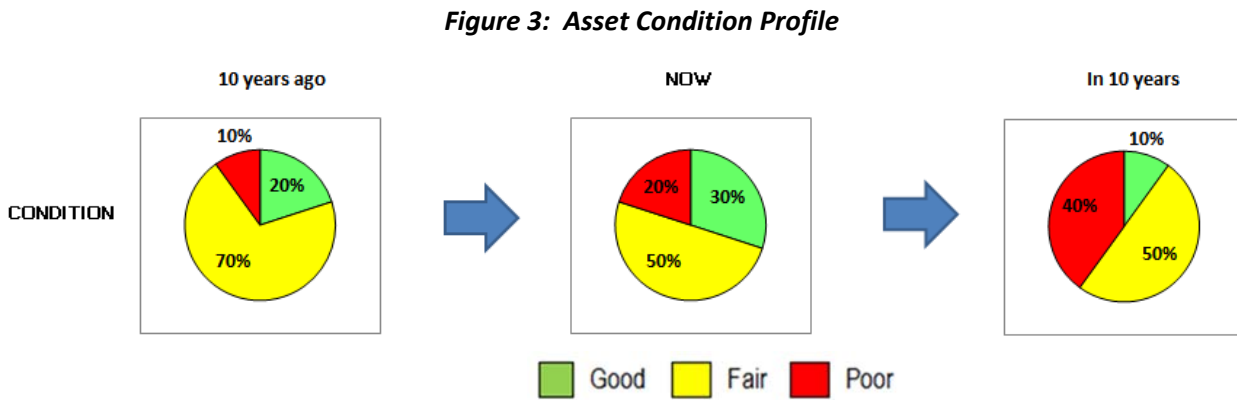 Figure 3: Asset Condition Profile
10 years ago
NOW
In 10 years
CONDITION
10%
20%
70%
20%
30%
50%
10%
40%
50%
Good
Fair
Poor